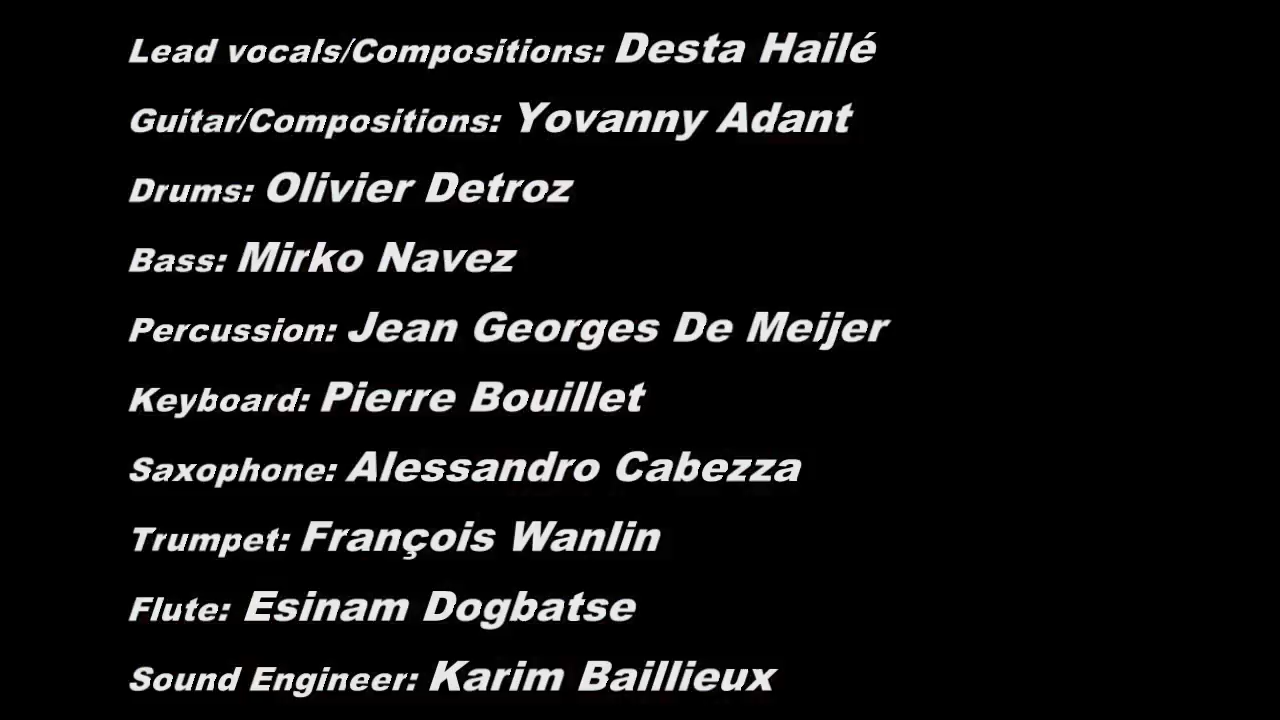 Lead vocals/Compositions: Desta Hailé
Guitar/Compositions: Yovanny Adant
Drums: Olivier Detroz
Bass: Mirko Navez
Percussion: Jean Georges De Meijer
Keyboard: Pierre Bouillet
Saxophone: Alessandro Cabezza
Trumpet: François Wanlin
Flute: Esinam Dogbatse
Sound Engineer: Karim Baillieux